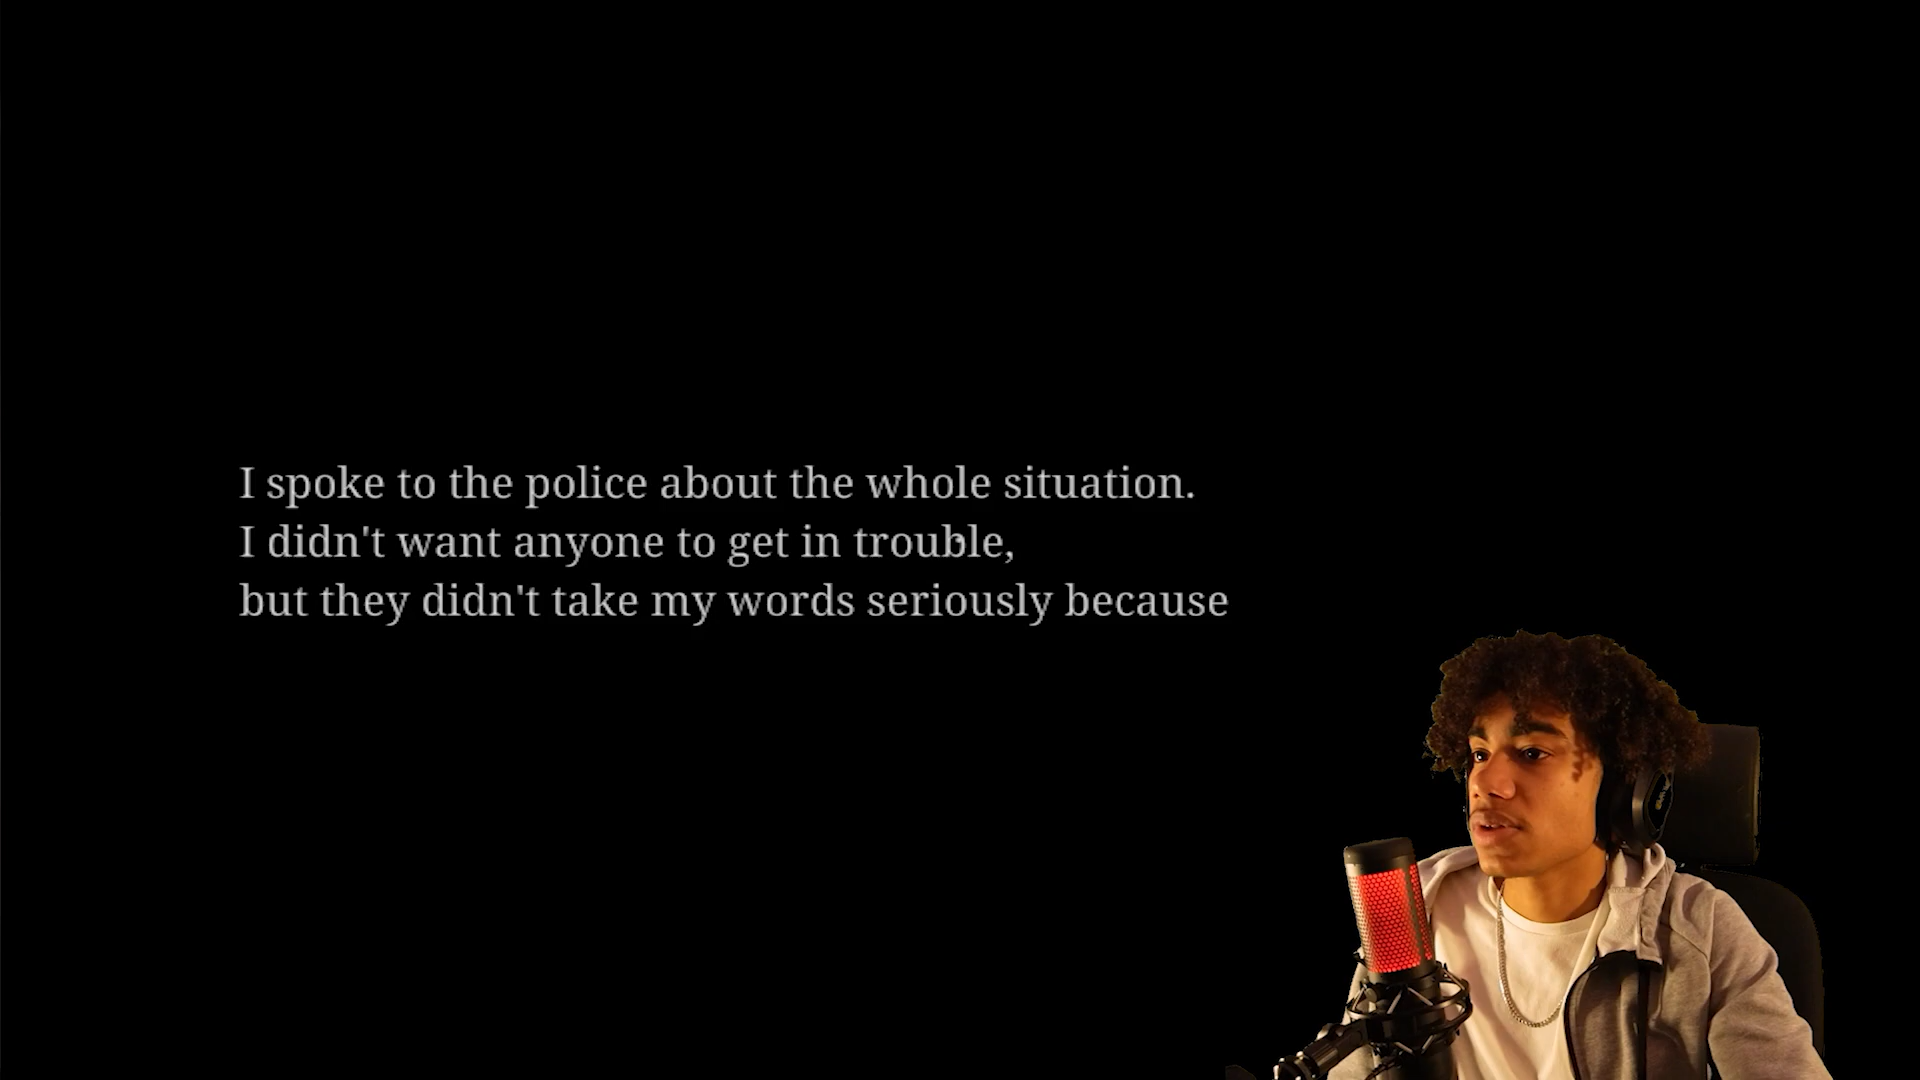 I spoke to the police about the whole situation.
I didn't want anyone to get in trouble,
but they didn't take my words seriously because